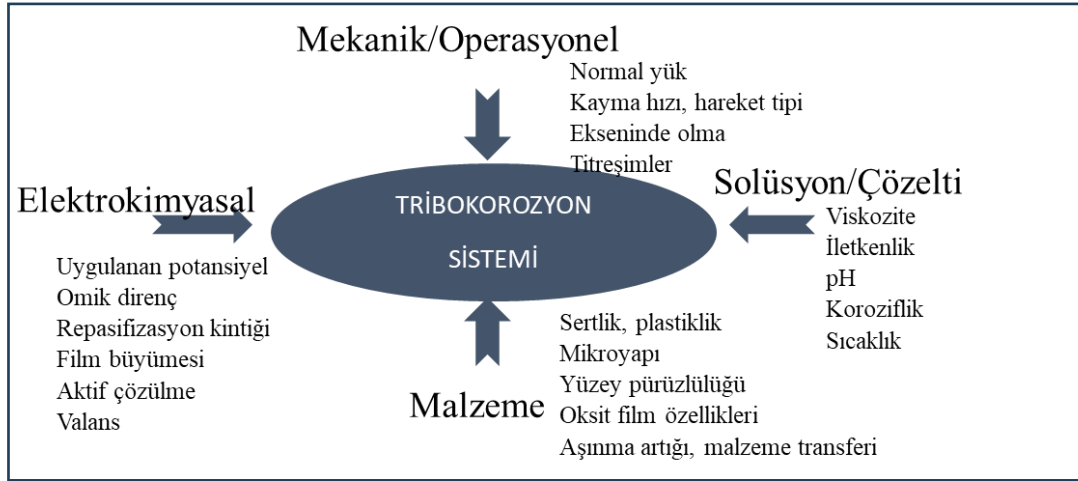 Mekanik/Operasyonel
Normal yük
Kayma hızı, hareket tipi
Ekseninde olma
Titreşimler
Elektrokimyasal
Uygulanan potansiyel
Omik direnç
Repasifizasyon kintiği
Film büyümesi
Aktif çözülme
Valans
TRİBOKOROZYON
SİSTEMİ
Solüsyon/Çözelti
Viskozite
İletkenlik
pH
Koroziflik
Sıcaklık
Malzeme
Sertlik, plastiklik
Mikroyapı
Yüzey pürüzlülüğü
Oksit film özellikleri
Aşınma artığı, malzeme transferi